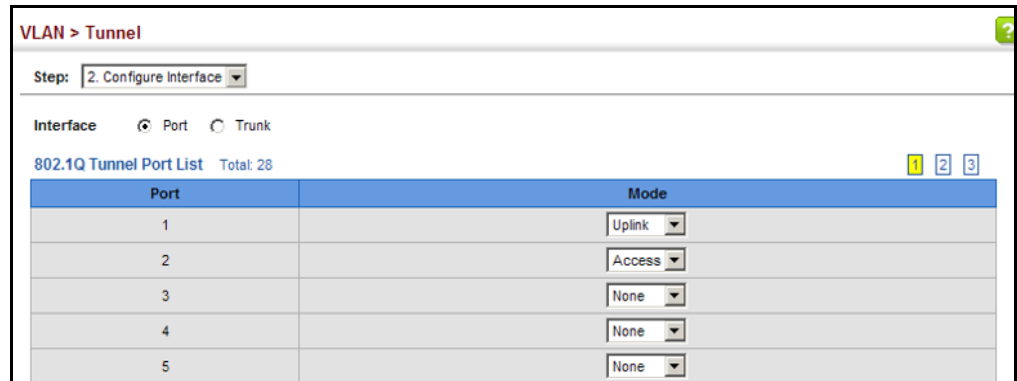 VLAN > Tunnel
?
Step: 2. Configure Interface
Interface Port Trunk
802.1Q Tunnel Port List Total: 28 1 2 3
Port Mode
1 Uplink
2 Access
3 None
4 None
5 None